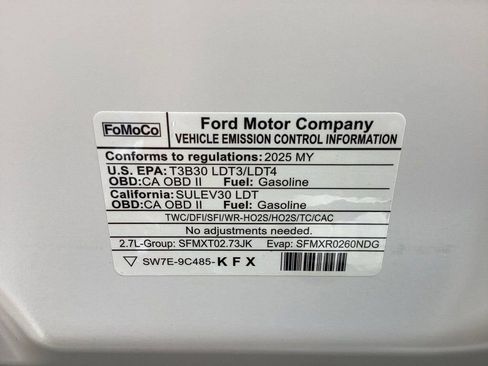 FoMoCo
Ford Motor Company
VEHICLE EMISSION CONTROL INFORMATION
Conforms to regulations: 2025 MY
U.S. EPA: T3B30 LDT3/LDT4
OBD:CA OBD II Fuel: Gasoline
California: SULEV30 LDT
OBD:CA OBD II Fuel: Gasoline
TWC/DFI/SFI/WR-HO2S/HO2S/TC/CAC
No adjustments needed.
2.7L-Group: SFMXT02.73JK Evap: SFMXR0260NDG
SW7E-9C485-KFX